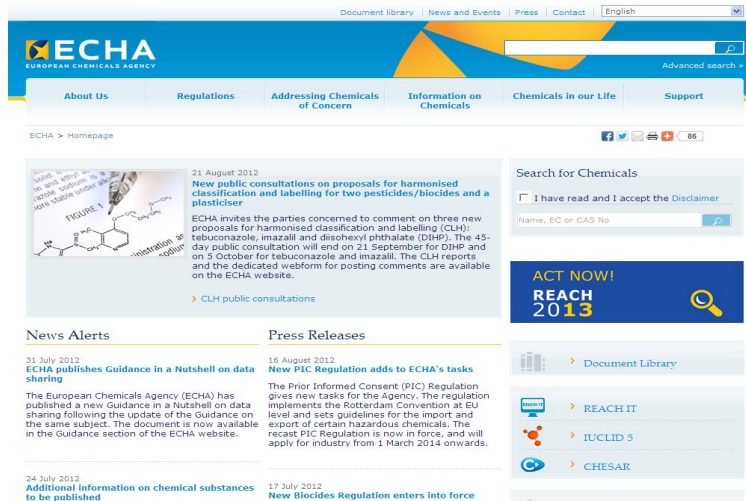 Document library | News and Events | Press | Contact | English
ECHA
EUROPEAN CHEMICALS AGENCY
Advanced search »
About Us
Regulations
Addressing Chemicals
of Concern
Information on
Chemicals
Chemicals in our Life
Support
ECHA > Homepage
86
FIGURE 1
21 August 2012
New public consultations on proposals for harmonised
classification and labelling for two pesticides/biocides and a
plasticiser
ECHA invites the parties concerned to comment on three new
proposals for harmonised classification and labelling (CLH):
tebuconazole, imazalil and diisohexyl phthalate (DIHP). The 45-
day public consultation will end on 21 September for DIHP and
on 5 October for tebuconazole and imazalil. The CLH reports
and the dedicated webform for posting comments are available
on the ECHA website.
CLH public consultations
Search for Chemicals
I have read and I accept the Disclaimer
Name, EC or CAS No
ACT NOW!
REACH
2013
News Alerts
31 July 2012
ECHA publishes Guidance in a Nutshell on data
sharing
The European Chemicals Agency (ECHA) has
published a new Guidance in a Nutshell on data
sharing following the update of the Guidance on
the same subject. The document is now available
in the Guidance section of the ECHA website.
24 July 2012
Additional information on chemical substances
to be published
Press Releases
16 August 2012
New PIC Regulation adds to ECHA's tasks
The Prior Informed Consent (PIC) Regulation
gives new tasks for the Agency. The regulation
implements the Rotterdam Convention at EU
level and sets guidelines for the import and
export of certain hazardous chemicals. The
recast PIC Regulation is now in force, and will
apply for industry from 1 March 2014 onwards.
17 July 2012
New Biocides Regulation enters into force
Document Library
REACH IT
REACH IT
IUCLID 5
CHESAR